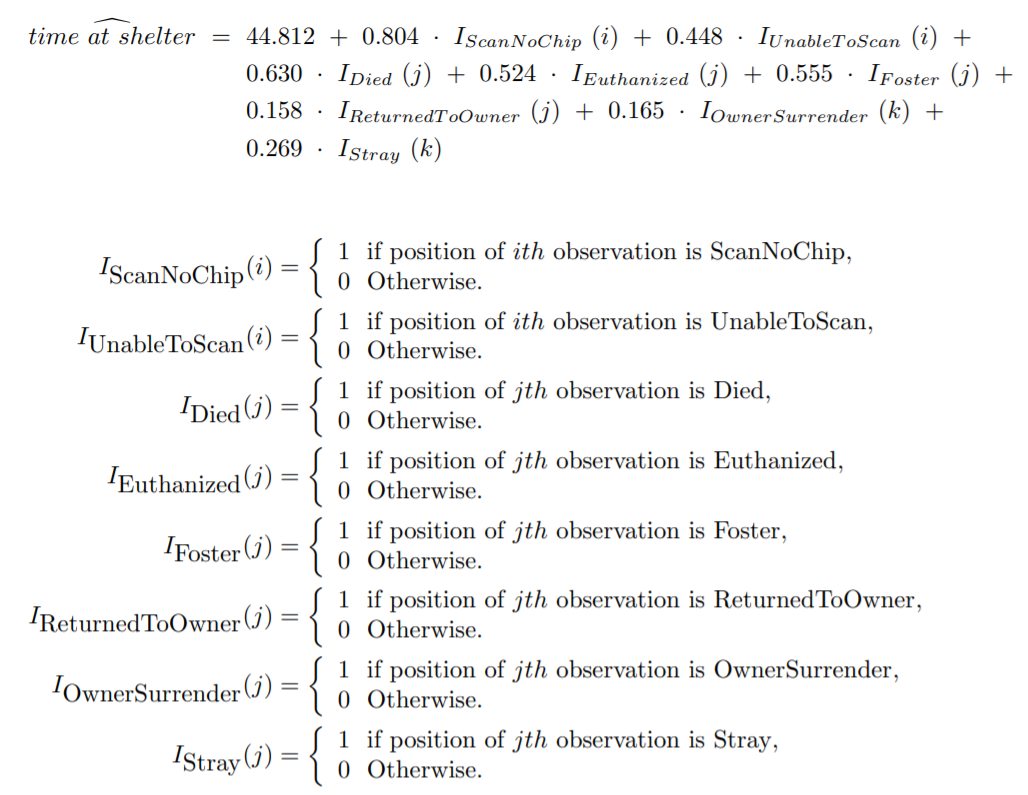 time at shelter^ = 44.812 + 0.804 · I_ScanNoChip (i) + 0.448 · I_UnableToScan (i) +
0.630 · I_Died (j) + 0.524 · I_Euthanized (j) + 0.555 · I_Foster (j) +
0.158 · I_ReturnedToOwner (j) + 0.165 · I_OwnerSurrender (k) +
0.269 · I_Stray (k)
I_ScanNoChip(i) = { 1 if position of ith observation is ScanNoChip,
0 Otherwise.
I_UnableToScan(i) = { 1 if position of ith observation is UnableToScan,
0 Otherwise.
I_Died(j) = { 1 if position of jth observation is Died,
0 Otherwise.
I_Euthanized(j) = { 1 if position of jth observation is Euthanized,
0 Otherwise.
I_Foster(j) = { 1 if position of jth observation is Foster,
0 Otherwise.
I_ReturnedToOwner(j) = { 1 if position of jth observation is ReturnedToOwner,
0 Otherwise.
I_OwnerSurrender(j) = { 1 if position of jth observation is OwnerSurrender,
0 Otherwise.
I_Stray(j) = { 1 if position of jth observation is Stray,
0 Otherwise.